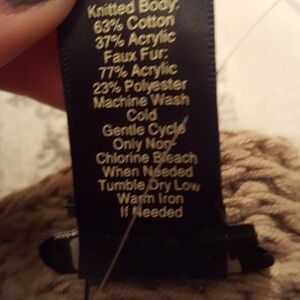 Knitted Body:
63% Cotton
37% Acrylic
Faux Fur:
77% Acrylic
23% Polyester
Machine Wash
Cold
Gentle Cycle
Only Non-
Chlorine Bleach
When Needed
Tumble Dry Low
Warm Iron
If Needed